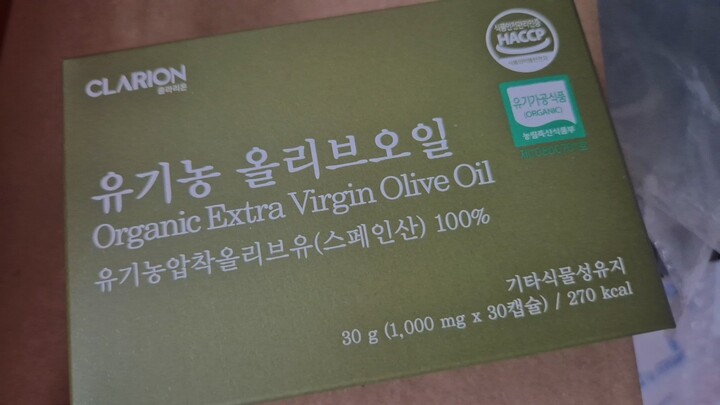 CLARION
클라리온
유기농 올리브오일
Organic Extra Virgin Olive Oil
유기농압착올리브유(스페인산) 100%
기타식물성유지
30 g (1,000 mg x 30캡슐) / 270 kcal
HACCP
유기가공식품
(ORGANIC)
농림축산식품부